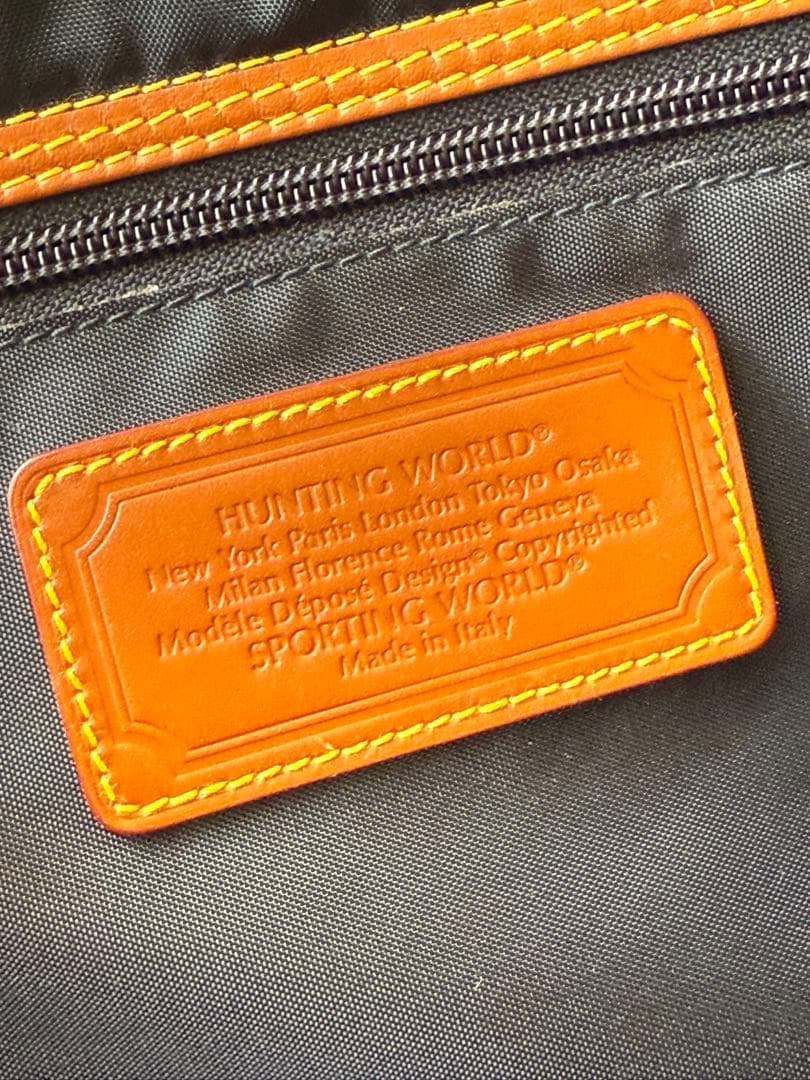 HUNTING WORLD®
New York Paris London Tokyo Osaka
Milan Florence Rome Geneva
Modèle Déposé Design® Copyrighted
SPORTING WORLD®
Made in Italy